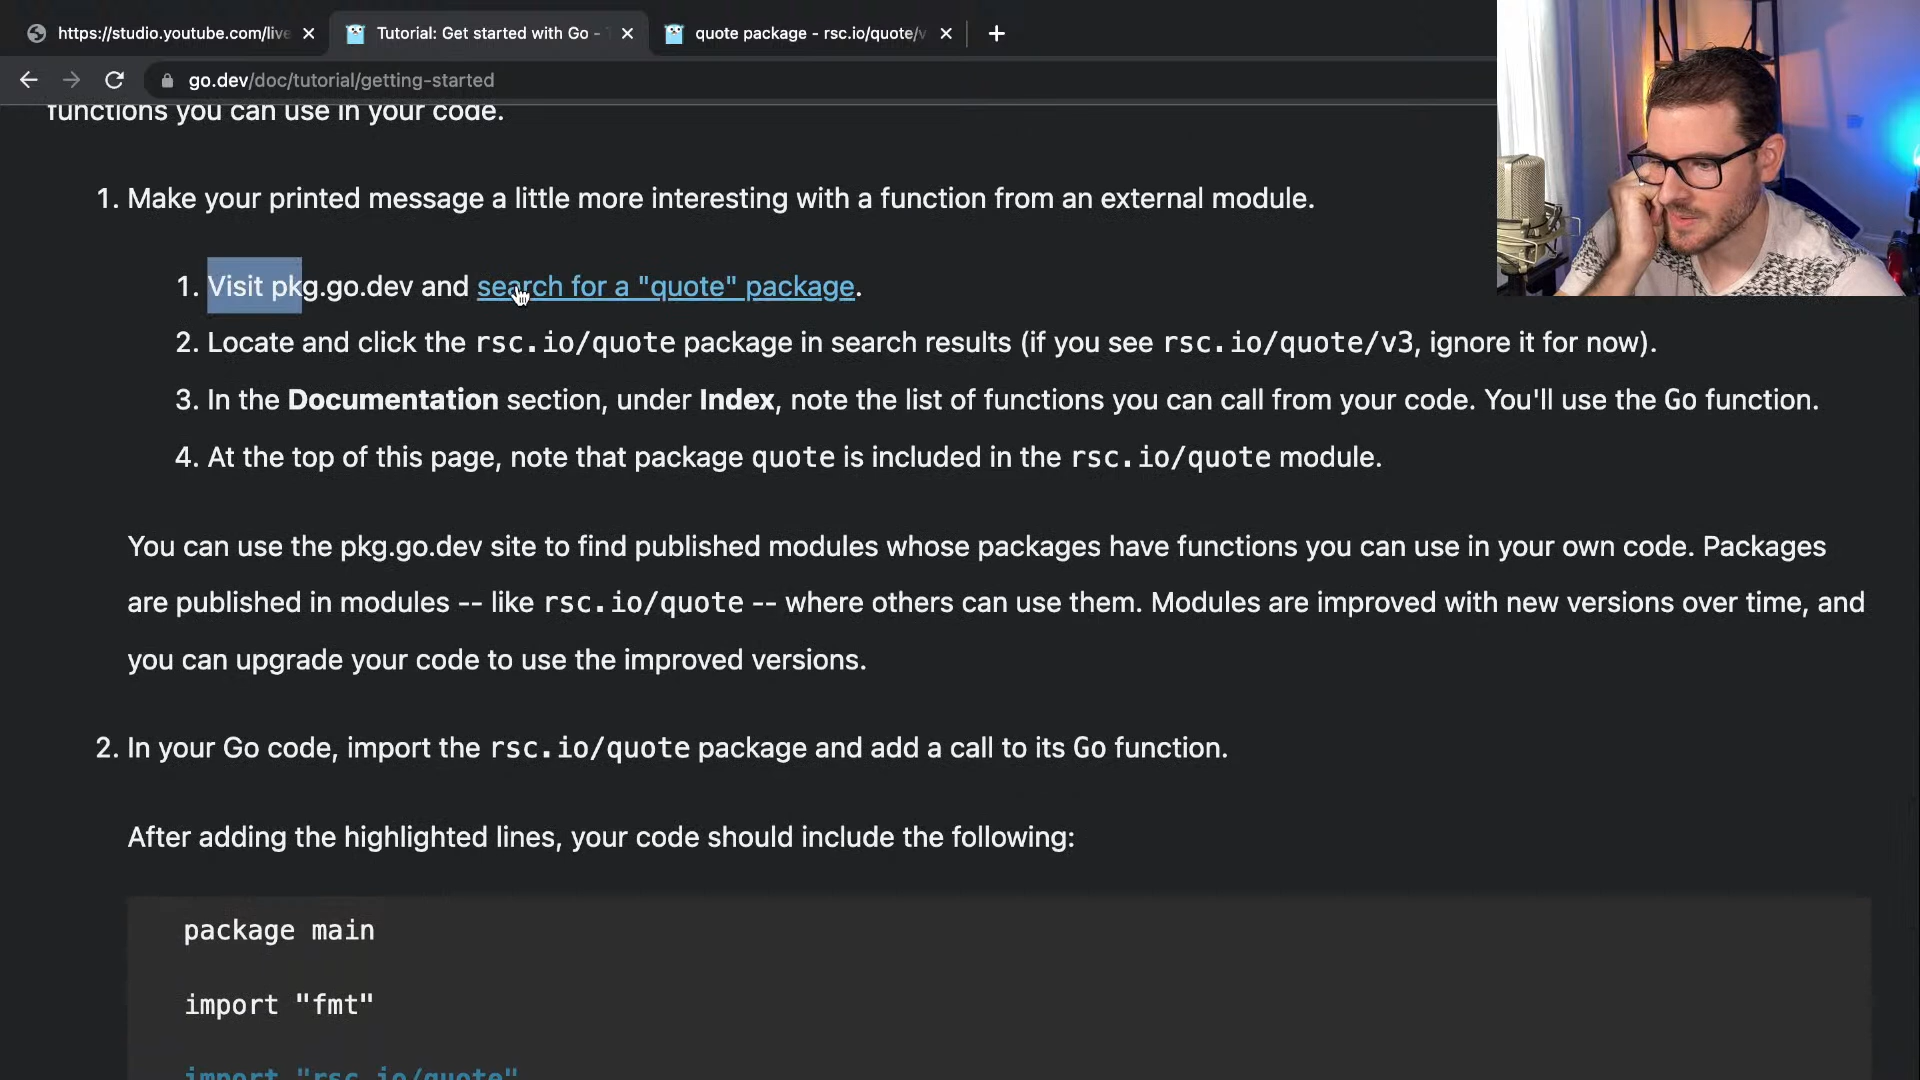 https://studio.youtube.com/live
Tutorial: Get started with Go -
quote package - rsc.io/quote/v
go.dev/doc/tutorial/getting-started
functions you can use in your code.
1. Make your printed message a little more interesting with a function from an external module.
1. Visit pkg.go.dev and search for a "quote" package.
2. Locate and click the rsc.io/quote package in search results (if you see rsc.io/quote/v3, ignore it for now).
3. In the Documentation section, under Index, note the list of functions you can call from your code. You'll use the Go function.
4. At the top of this page, note that package quote is included in the rsc.io/quote module.
You can use the pkg.go.dev site to find published modules whose packages have functions you can use in your own code. Packages
are published in modules -- like rsc.io/quote -- where others can use them. Modules are improved with new versions over time, and
you can upgrade your code to use the improved versions.
2. In your Go code, import the rsc.io/quote package and add a call to its Go function.
After adding the highlighted lines, your code should include the following:
package main
import "fmt"
import "rsc.io/quote"